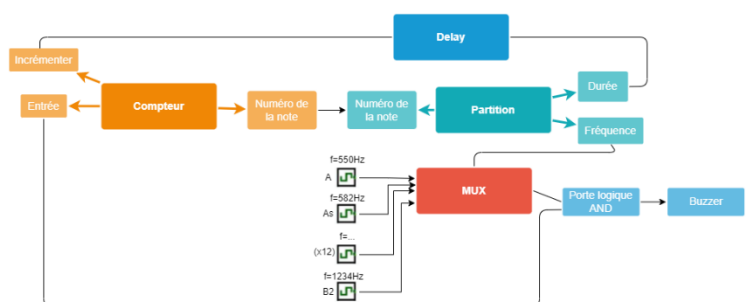 Delay
Incrémenter
Entrée
Compteur
Numéro de
la note
Numéro de
la note
Partition
Durée
Fréquence
f=550Hz
A
f=582Hz
As
f=...
(x12)
f=1234Hz
B2
MUX
Porte logique
AND
Buzzer